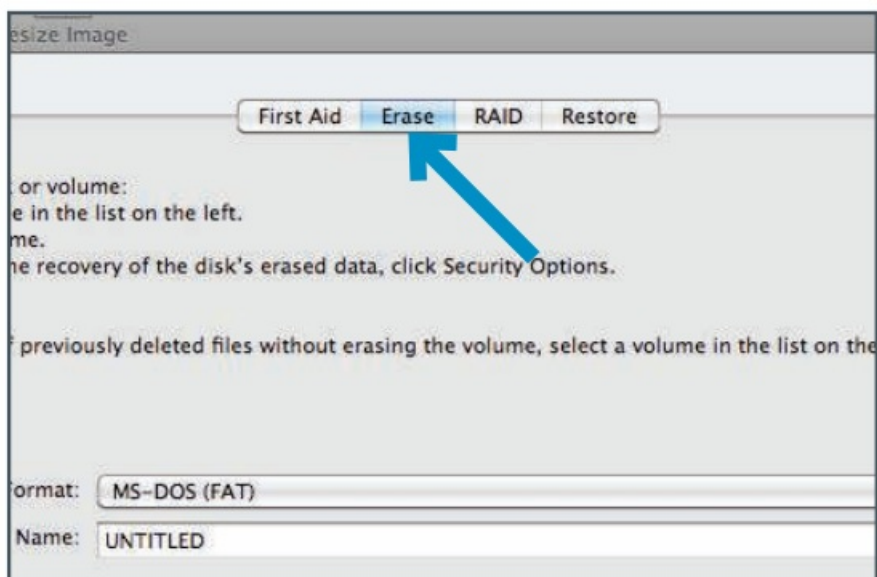 esize Image
First Aid Erase RAID Restore
or volume:
e in the list on the left.
me.
e recovery of the disk's erased data, click Security Options.
previously deleted files without erasing the volume, select a volume in the list on the
ormat: MS-DOS (FAT)
Name: UNTITLED